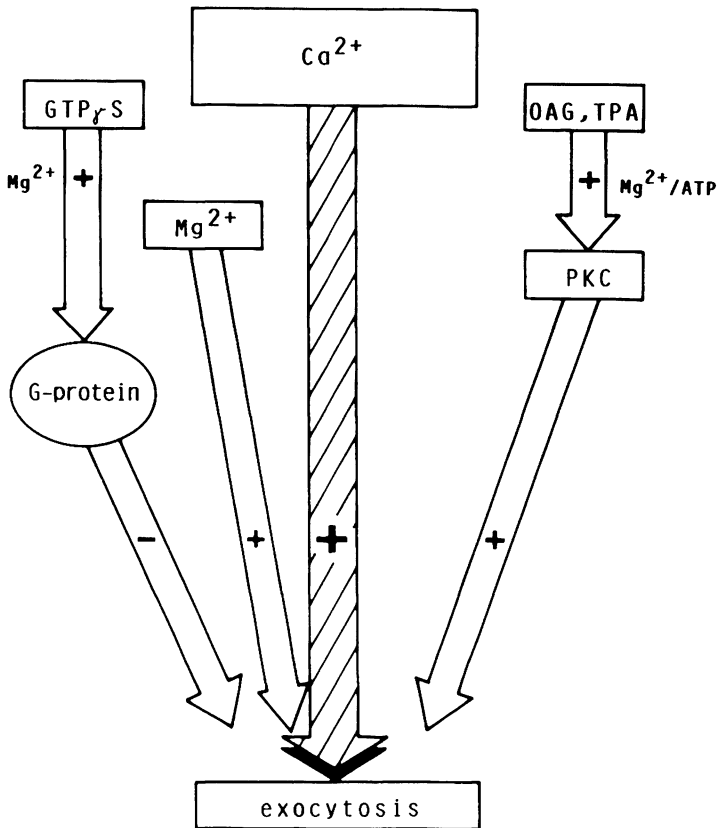 Ca²⁺
GTPγS
OAG,TPA
Mg²⁺ +
+ Mg²⁺/ATP
Mg²⁺
PKC
G-protein
- + + +
exocytosis